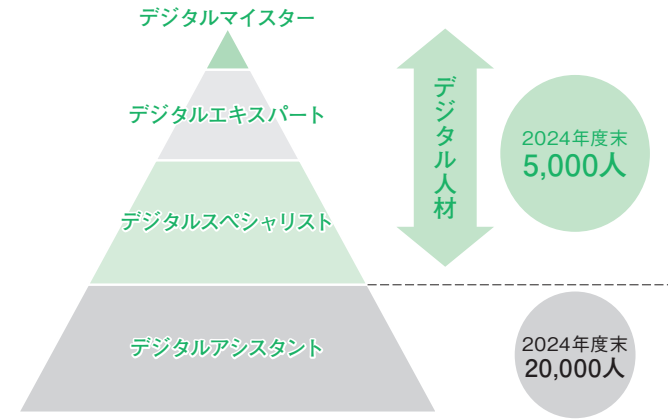 デジタルマイスター
デジタルエキスパート
デジタルスペシャリスト
デジタルアシスタント
デジタル人材
2024年度末
5,000人
2024年度末
20,000人